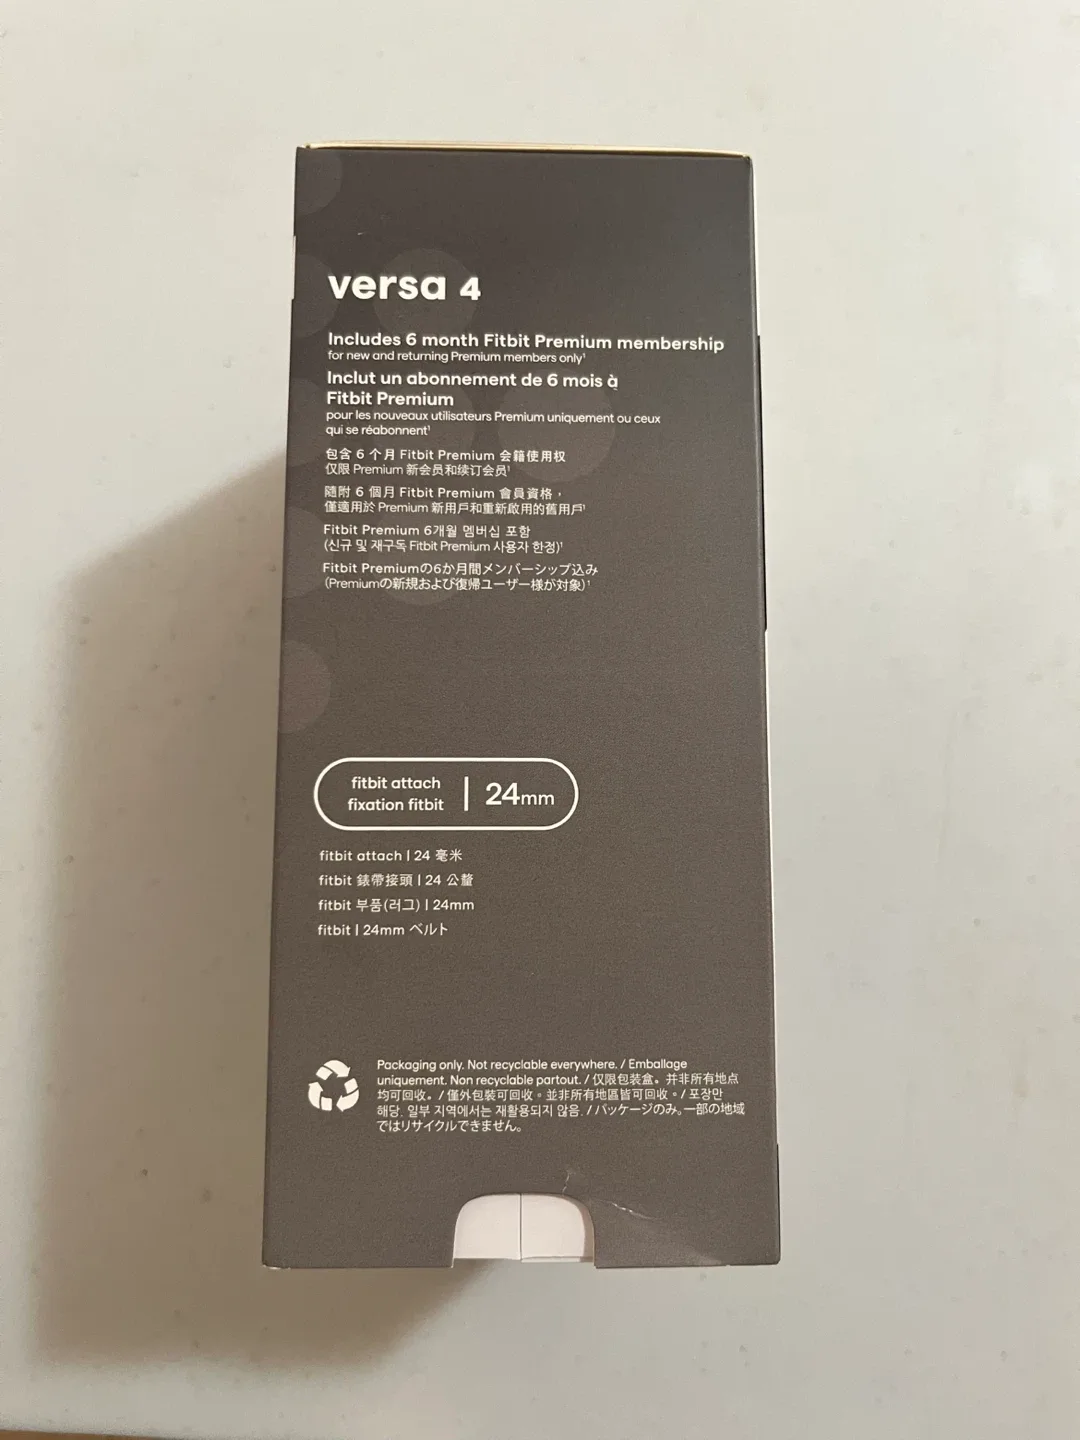 versa 4
Includes 6 month Fitbit Premium membership
for new and returning Premium members only¹
Inclut un abonnement de 6 mois à
Fitbit Premium
pour les nouveaux utilisateurs Premium uniquement ou ceux
qui se réabonnent¹
包含 6 个月 Fitbit Premium 会籍使用权
仅限 Premium 新会员和续订会员¹
隨附 6 個月 Fitbit Premium 會員資格，
僅適用於 Premium 新用戶和重新啟用的舊用戶¹
Fitbit Premium 6개월 멤버십 포함
(신규 및 재구독 Fitbit Premium 사용자 한정)¹
Fitbit Premiumの6か月間メンバーシップ込み
（Premiumの新規および復帰ユーザー様が対象）¹
fitbit attach
fixation fitbit
24mm
fitbit attach | 24 毫米
fitbit 錶帶接頭 | 24 公釐
fitbit 부품(러그) | 24mm
fitbit | 24mm ベルト
Packaging only. Not recyclable everywhere. / Emballage
uniquement. Non recyclable partout. / 仅限包装盒。并非所有地点
均可回收。/ 僅外包裝可回收。並非所有地區皆可回收。/ 포장만
해당. 일부 지역에서는 재활용되지 않음. / パッケージのみ。一部の地域
ではリサイクルできません。